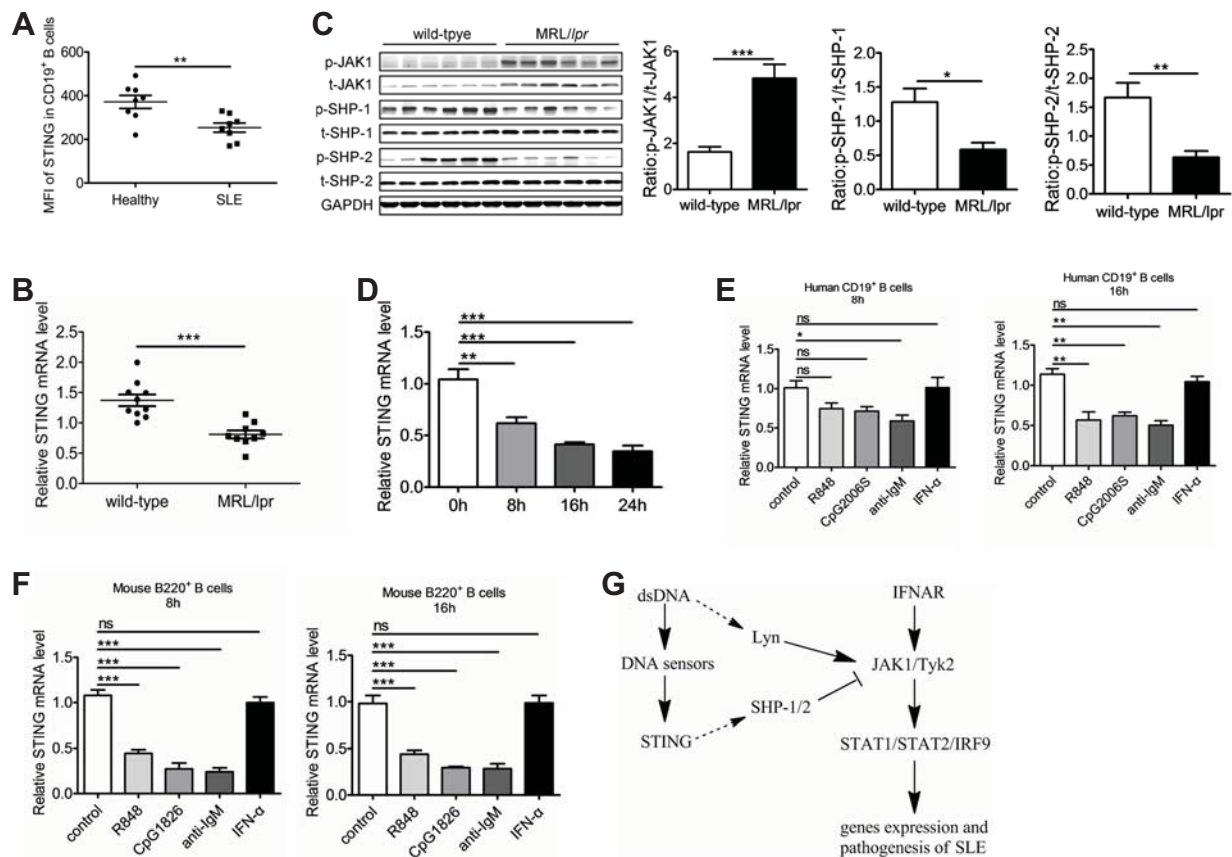 A
MFI of STING in CD19+ B cells
600
400
200
0
**
Healthy
SLE
C
wild-tpye
MRL/lpr
p-JAK1
t-JAK1
p-SHP-1
t-SHP-1
p-SHP-2
t-SHP-2
GAPDH
Ratio:p-JAK1/t-JAK1
6
4
2
0
***
wild-type MRL/lpr
Ratio:p-SHP-1/t-SHP-1
2.0
1.5
1.0
0.5
0.0
*
wild-type MRL/lpr
Ratio:p-SHP-2/t-SHP-2
2.0
1.5
1.0
0.5
0.0
**
wild-type MRL/lpr
B
Relative STING mRNA level
2.5
2.0
1.5
1.0
0.5
0.0
***
wild-type
MRL/lpr
D
Relative STING mRNA level
1.5
1.0
0.5
0.0
***
***
**
0h
8h
16h
24h
E
Human CD19+ B cells
8h
Relative STING mRNA level
1.5
1.0
0.5
0.0
ns
*
ns
ns
control
R848
CpG2006S
anti-IgM
IFN-α
Human CD19+ B cells
16h
Relative STING mRNA level
1.5
1.0
0.5
0.0
ns
**
**
**
control
R848
CpG2006S
anti-IgM
IFN-α
F
Mouse B220+ B cells
8h
Relative STING mRNA level
1.5
1.0
0.5
0.0
ns
***
***
***
control
R848
CpG1826
anti-IgM
IFN-α
Mouse B220+ B cells
16h
Relative STING mRNA level
1.5
1.0
0.5
0.0
ns
***
***
***
control
R848
CpG1826
anti-IgM
IFN-α
G
dsDNA
IFNAR
Lyn
DNA sensors
JAK1/Tyk2
SHP-1/2
STING
STAT1/STAT2/IRF9
genes expression and
pathogenesis of SLE